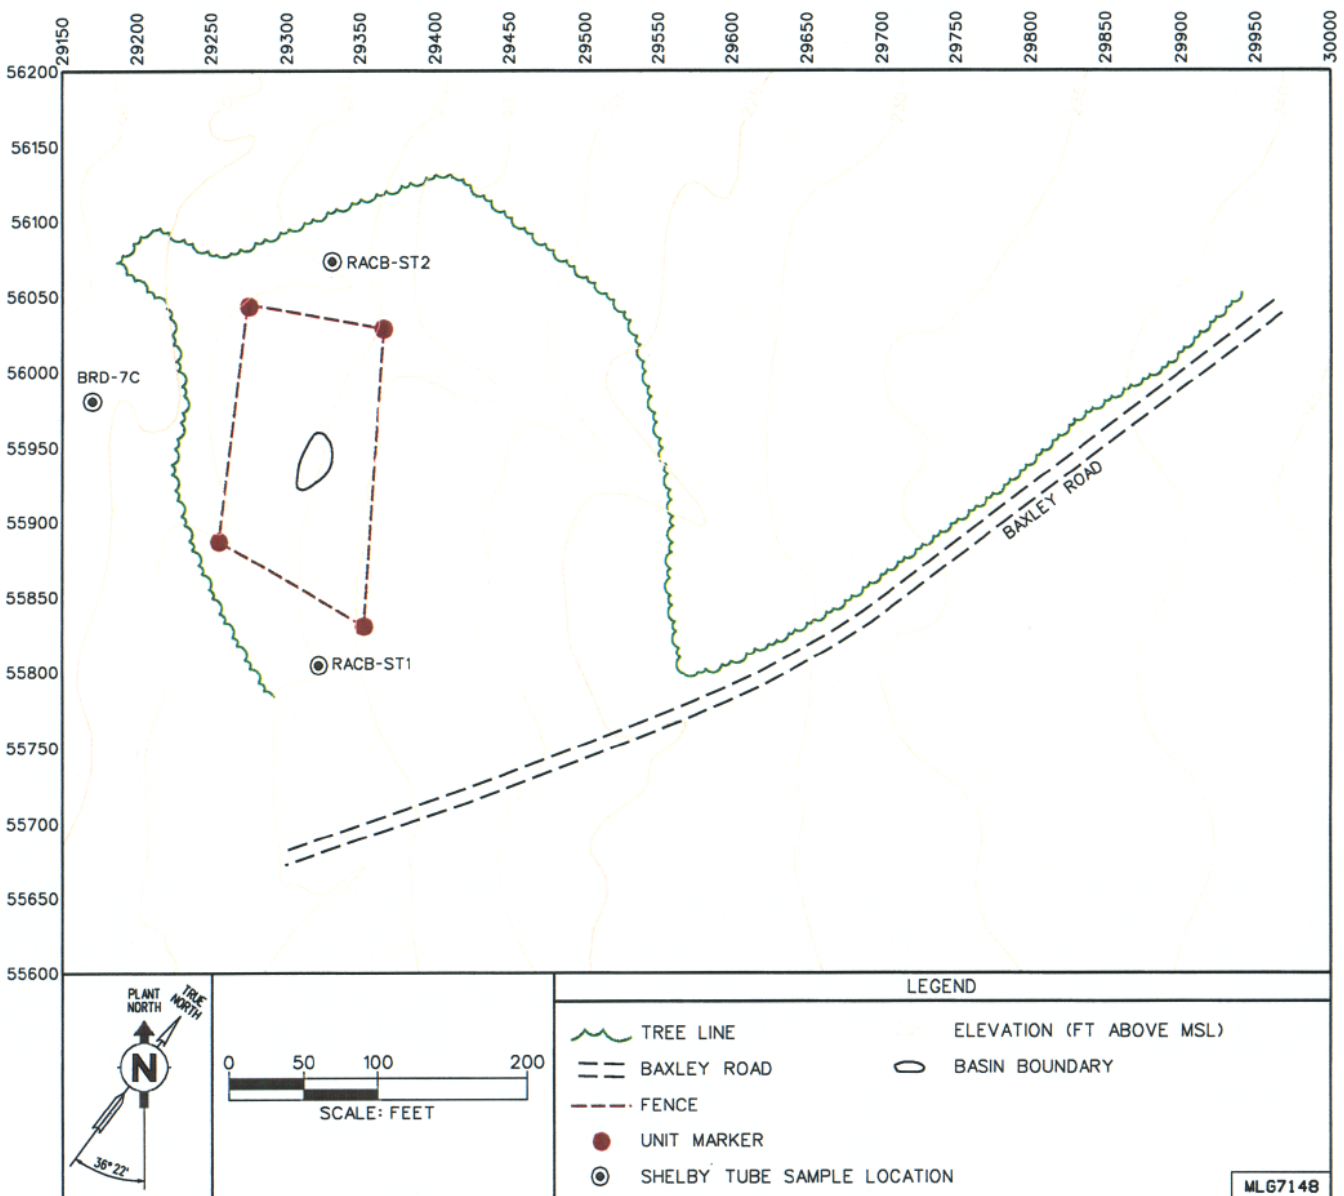 29150 29200 29250 29300 29350 29400 29450 29500 29550 29600 29650 29700 29750 29800 29850 29900 29950 30000
56200
56150
56100
56050
56000
55950
55900
55850
55800
55750
55700
55650
55600
RACB-ST2
BRD-7C
RACB-ST1
BAXLEY ROAD
PLANT NORTH
TRUE NORTH
N
36°22'
0 50 100 200
SCALE: FEET
LEGEND
TREE LINE
BAXLEY ROAD
FENCE
UNIT MARKER
SHELBY TUBE SAMPLE LOCATION
ELEVATION (FT ABOVE MSL)
BASIN BOUNDARY
MLG7148